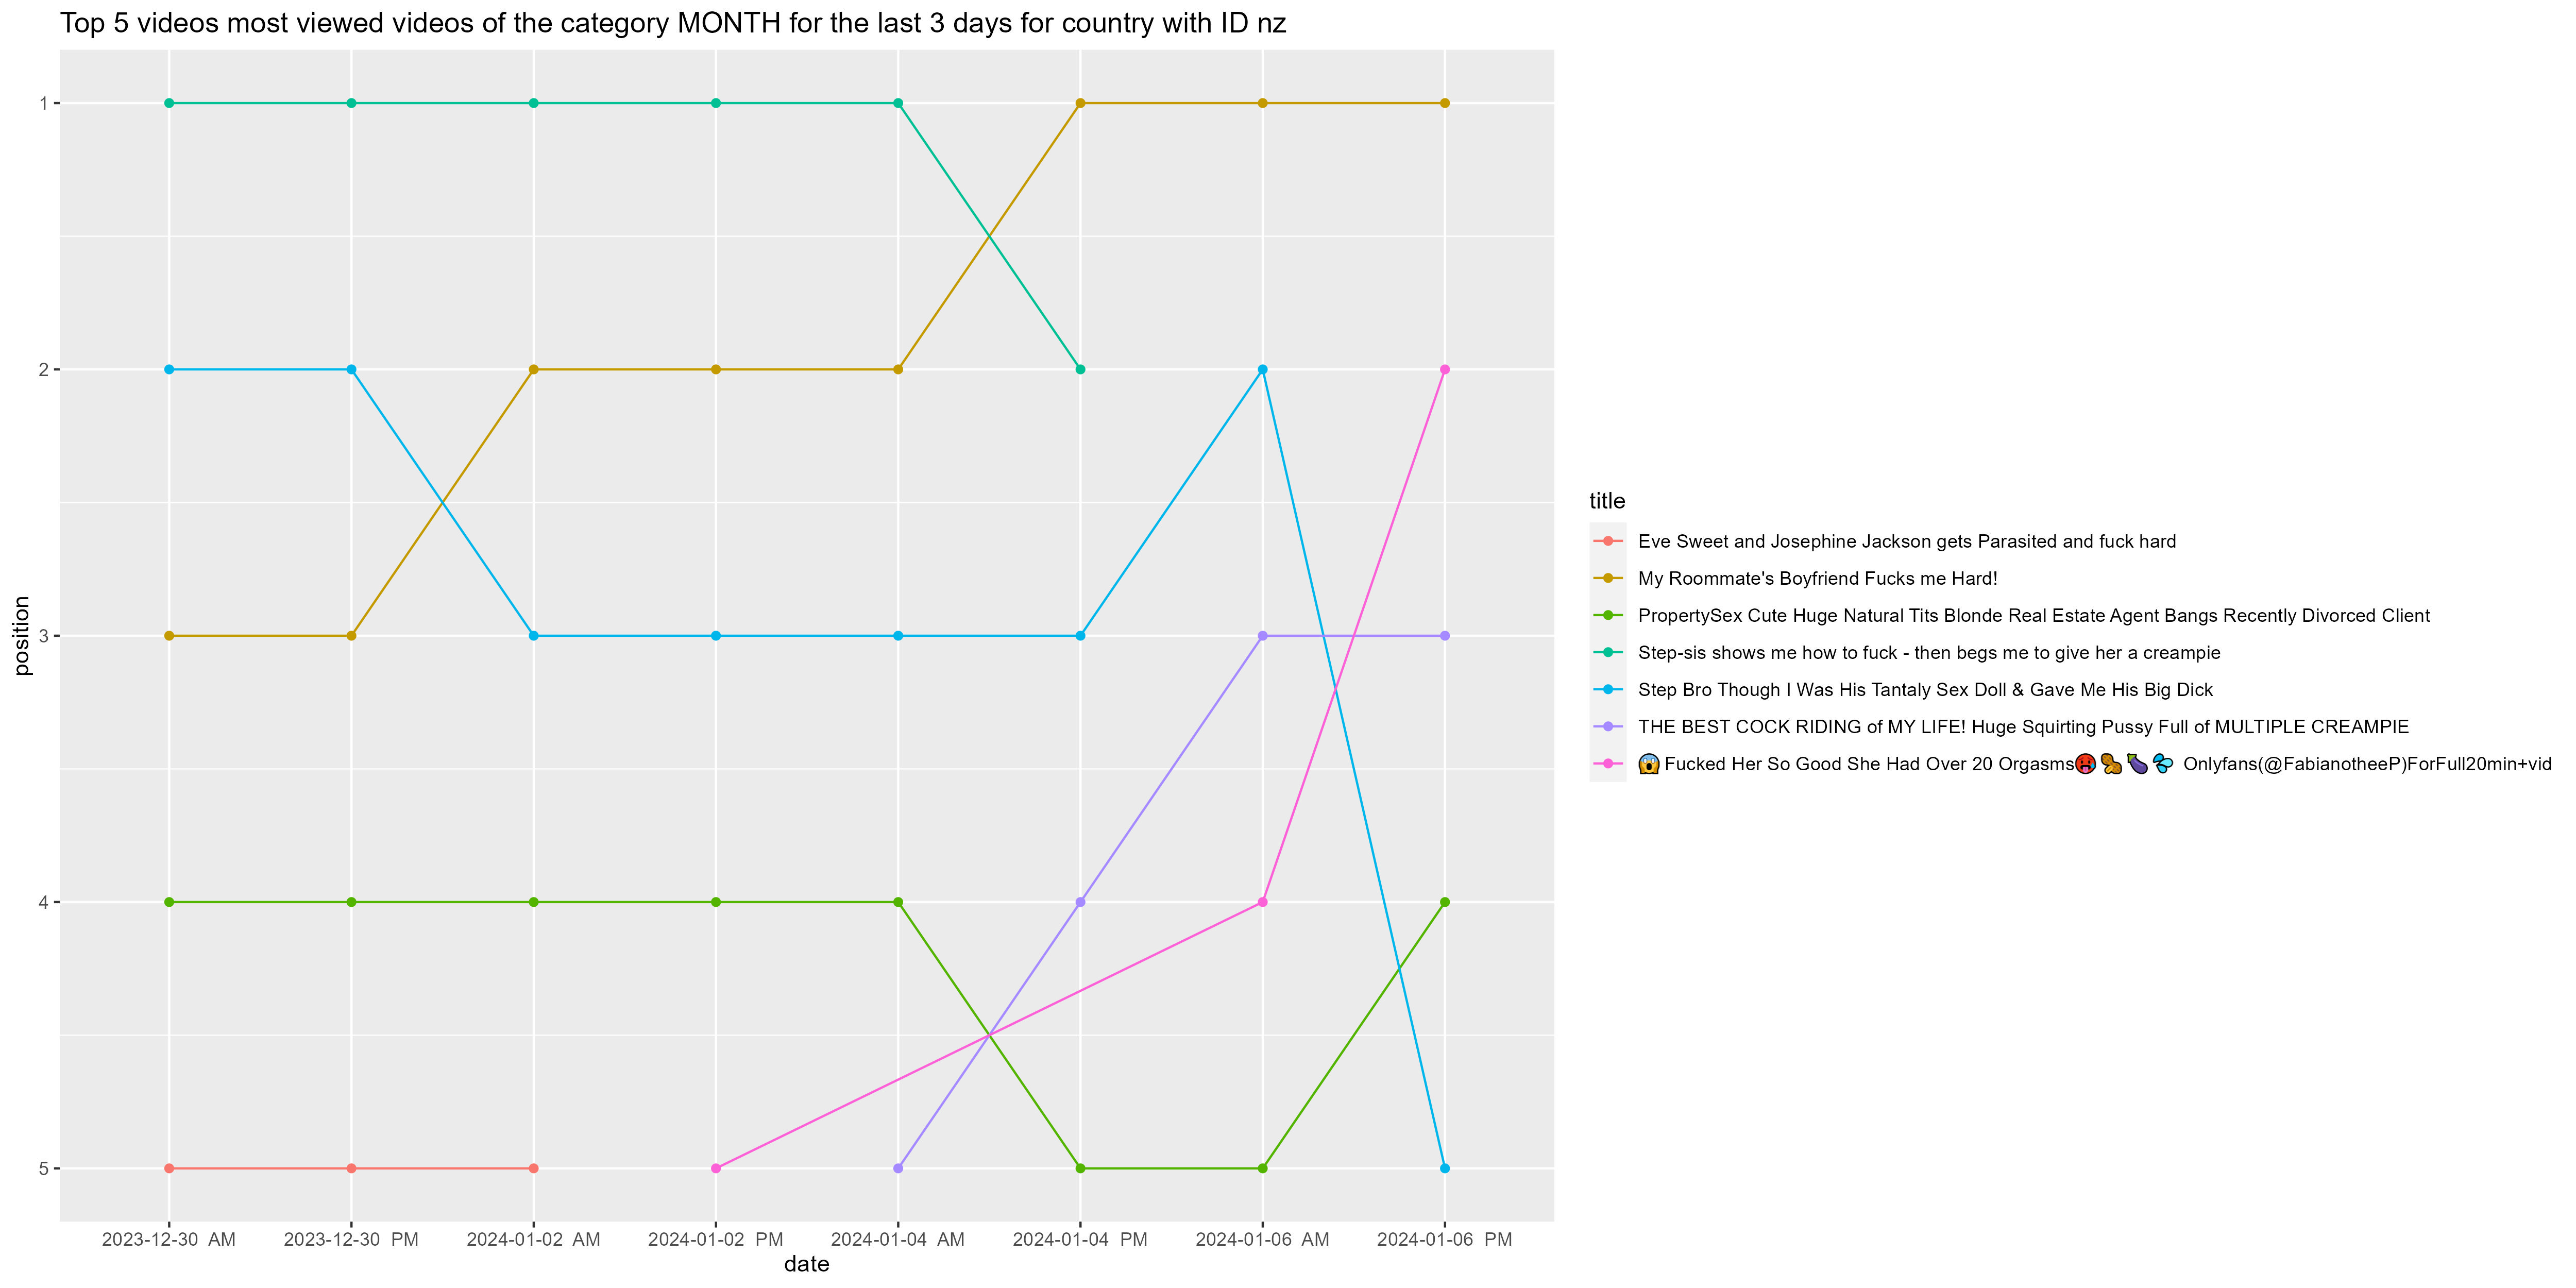 Top 5 videos most viewed videos of the category MONTH for the last 3 days for country with ID nz
position
1
2
3
4
5
2023-12-30 AM
2023-12-30 PM
2024-01-02 AM
2024-01-02 PM
2024-01-04 AM
2024-01-04 PM
2024-01-06 AM
2024-01-06 PM
date
title
Eve Sweet and Josephine Jackson gets Parasited and fuck hard
My Roommate's Boyfriend Fucks me Hard!
PropertySex Cute Huge Natural Tits Blonde Real Estate Agent Bangs Recently Divorced Client
Step-sis shows me how to fuck - then begs me to give her a creampie
Step Bro Though I Was His Tantaly Sex Doll & Gave Me His Big Dick
THE BEST COCK RIDING of MY LIFE! Huge Squirting Pussy Full of MULTIPLE CREAMPIE
😱 Fucked Her So Good She Had Over 20 Orgasms🥵 🥜 🍆 💦 Onlyfans(@FabianotheeP)ForFull20min+vid